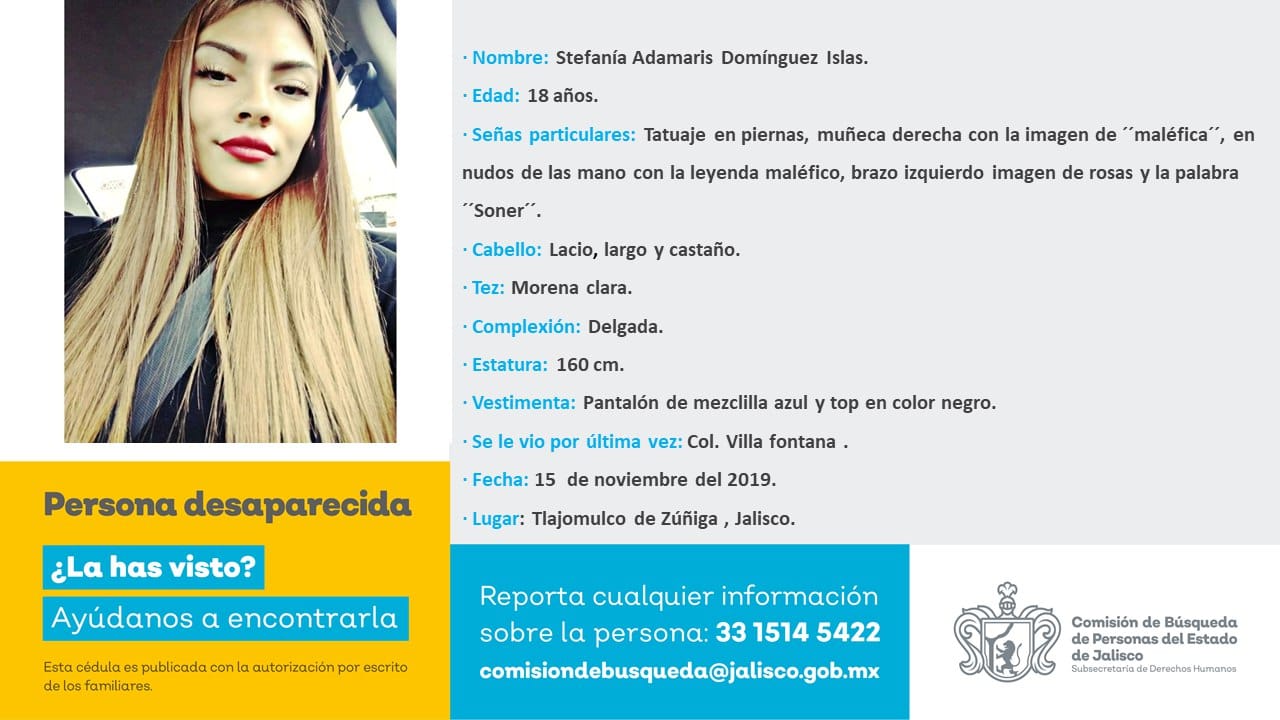 · Nombre: Stefanía Adamaris Domínguez Islas.
· Edad: 18 años.
· Señas particulares: Tatuaje en piernas, muñeca derecha con la imagen de ´´maléfica´´, en
nudos de las mano con la leyenda maléfico, brazo izquierdo imagen de rosas y la palabra
´´Soner´´.
· Cabello: Lacio, largo y castaño.
· Tez: Morena clara.
· Complexión: Delgada.
· Estatura: 160 cm.
· Vestimenta: Pantalón de mezclilla azul y top en color negro.
· Se le vio por última vez: Col. Villa fontana .
· Fecha: 15 de noviembre del 2019.
· Lugar: Tlajomulco de Zúñiga , Jalisco.
Persona desaparecida
¿La has visto?
Ayúdanos a encontrarla
Esta cédula es publicada con la autorización por escrito
de los familiares.
Reporta cualquier información
sobre la persona: 33 1514 5422
comisiondebusqueda@jalisco.gob.mx
Comisión de Búsqueda
de Personas del Estado
de Jalisco
Subsecretaría de Derechos Humanos